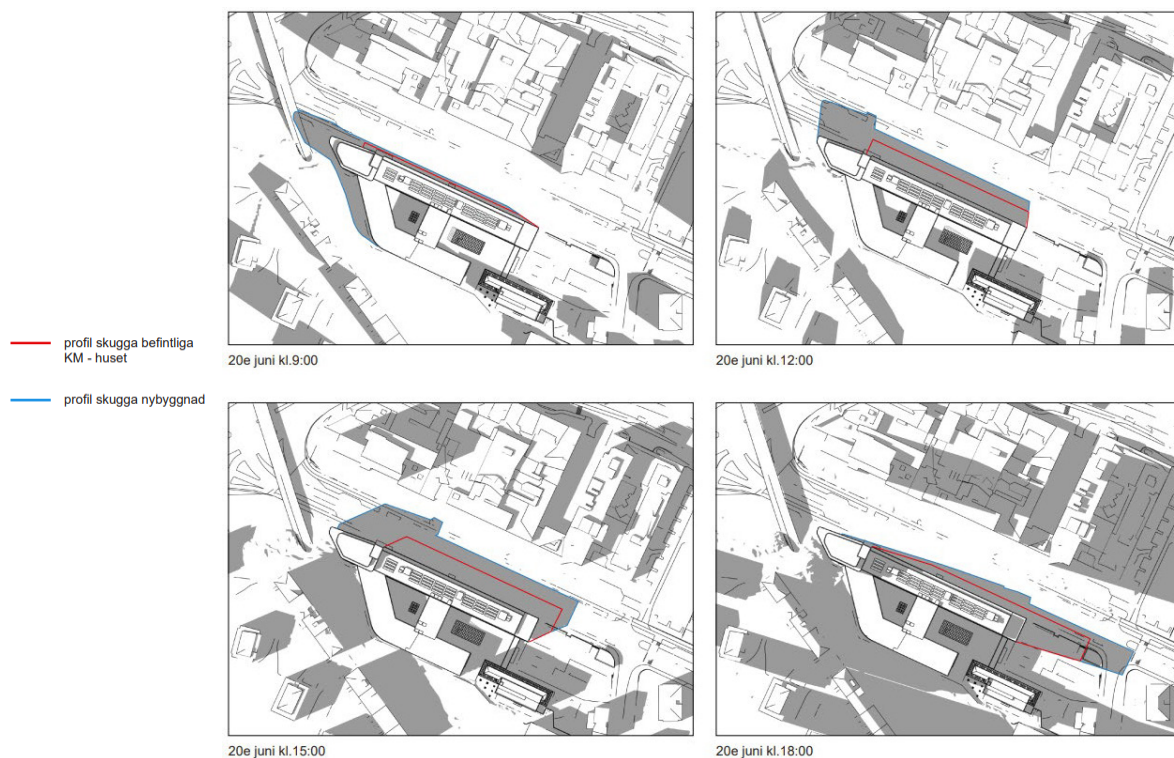 20e juni kl.9:00
20e juni kl.12:00
profil skugga befintliga
KM - huset
profil skugga nybyggnad
20e juni kl.15:00
20e juni kl.18:00